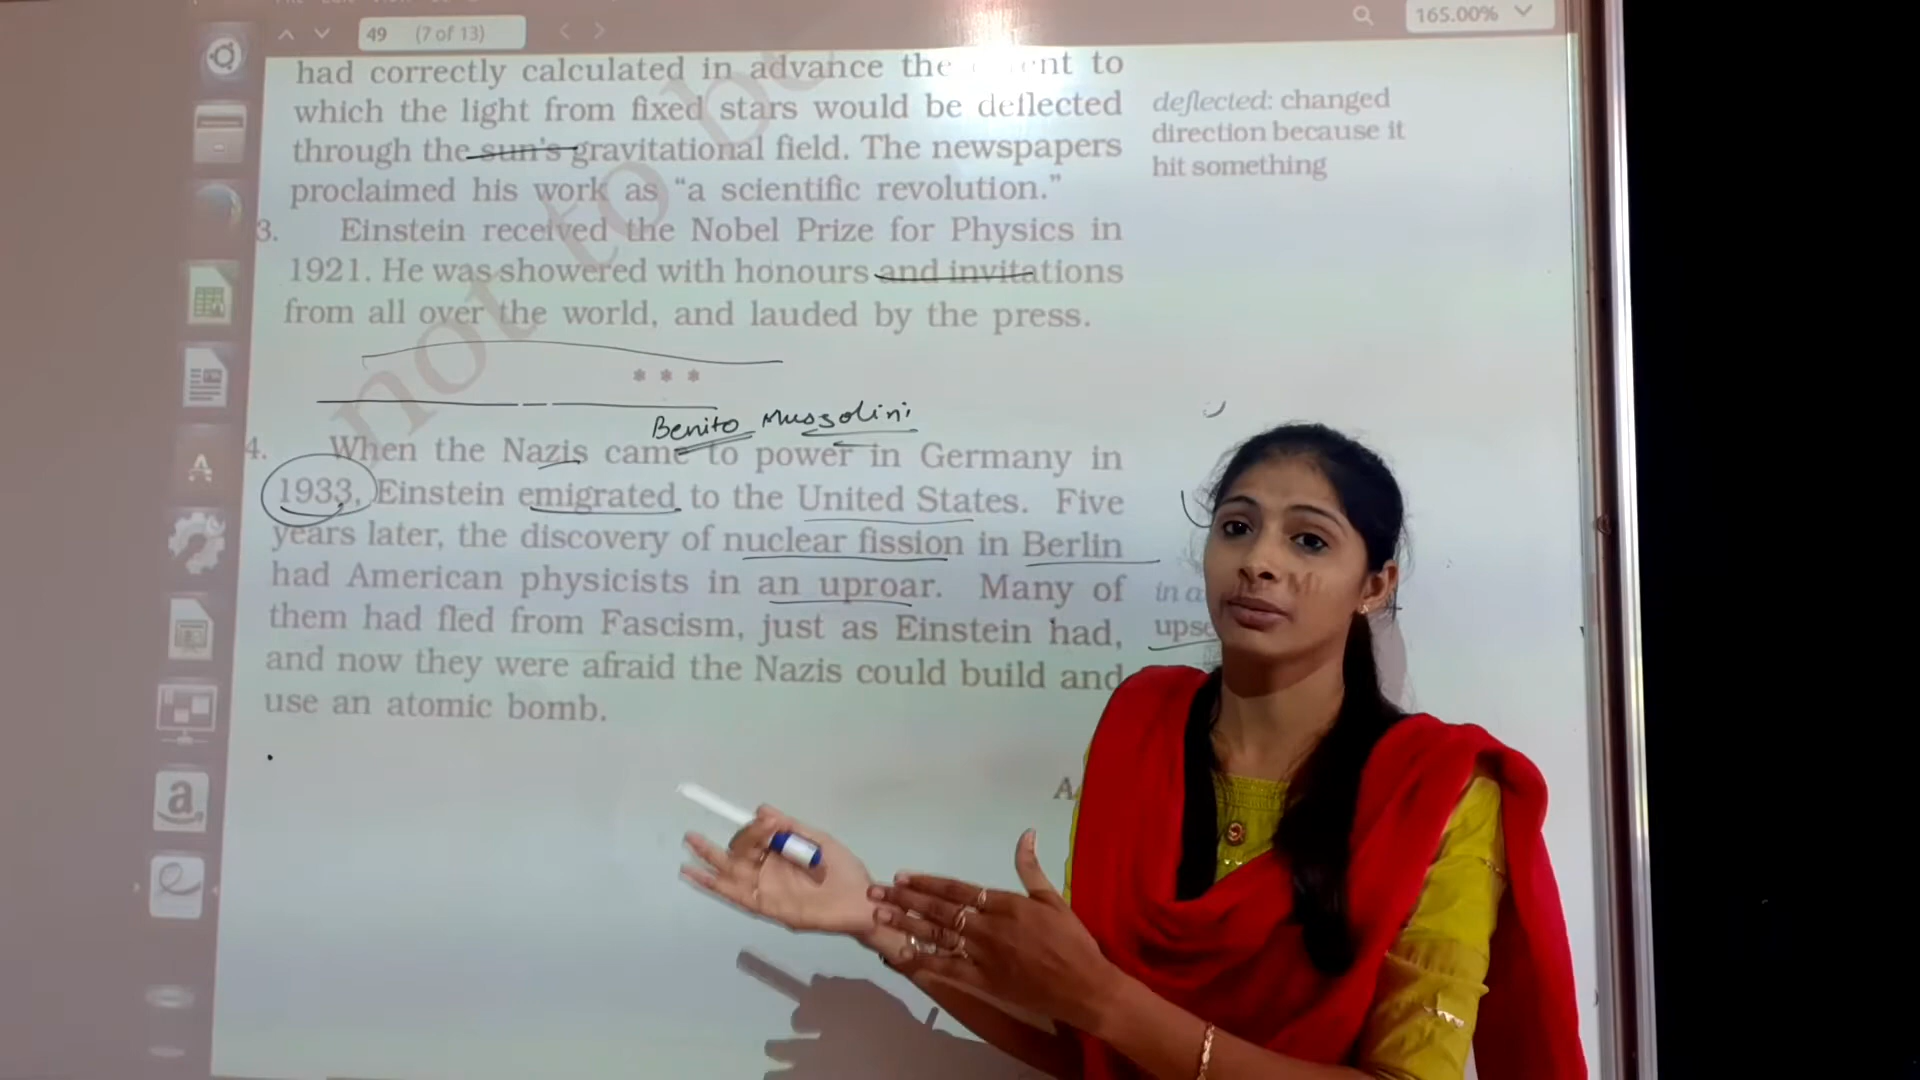 49 (7 of 13)
165.00%
had correctly calculated in advance the
which the light from fixed stars would be deflected
through the sun's gravitational field. The newspapers
proclaimed his work as “a scientific revolution.”
3. Einstein received the Nobel Prize for Physics in
1921. He was showered with honours and invitations
from all over the world, and lauded by the press.
* * *
Benito Mussolini
4. When the Nazis came to power in Germany in
1933, Einstein emigrated to the United States. Five
years later, the discovery of nuclear fission in Berlin
had American physicists in an uproar. Many of
them had fled from Fascism, just as Einstein had,
and now they were afraid the Nazis could build and
use an atomic bomb.
deflected: changed
direction because it
hit something
in
not to be